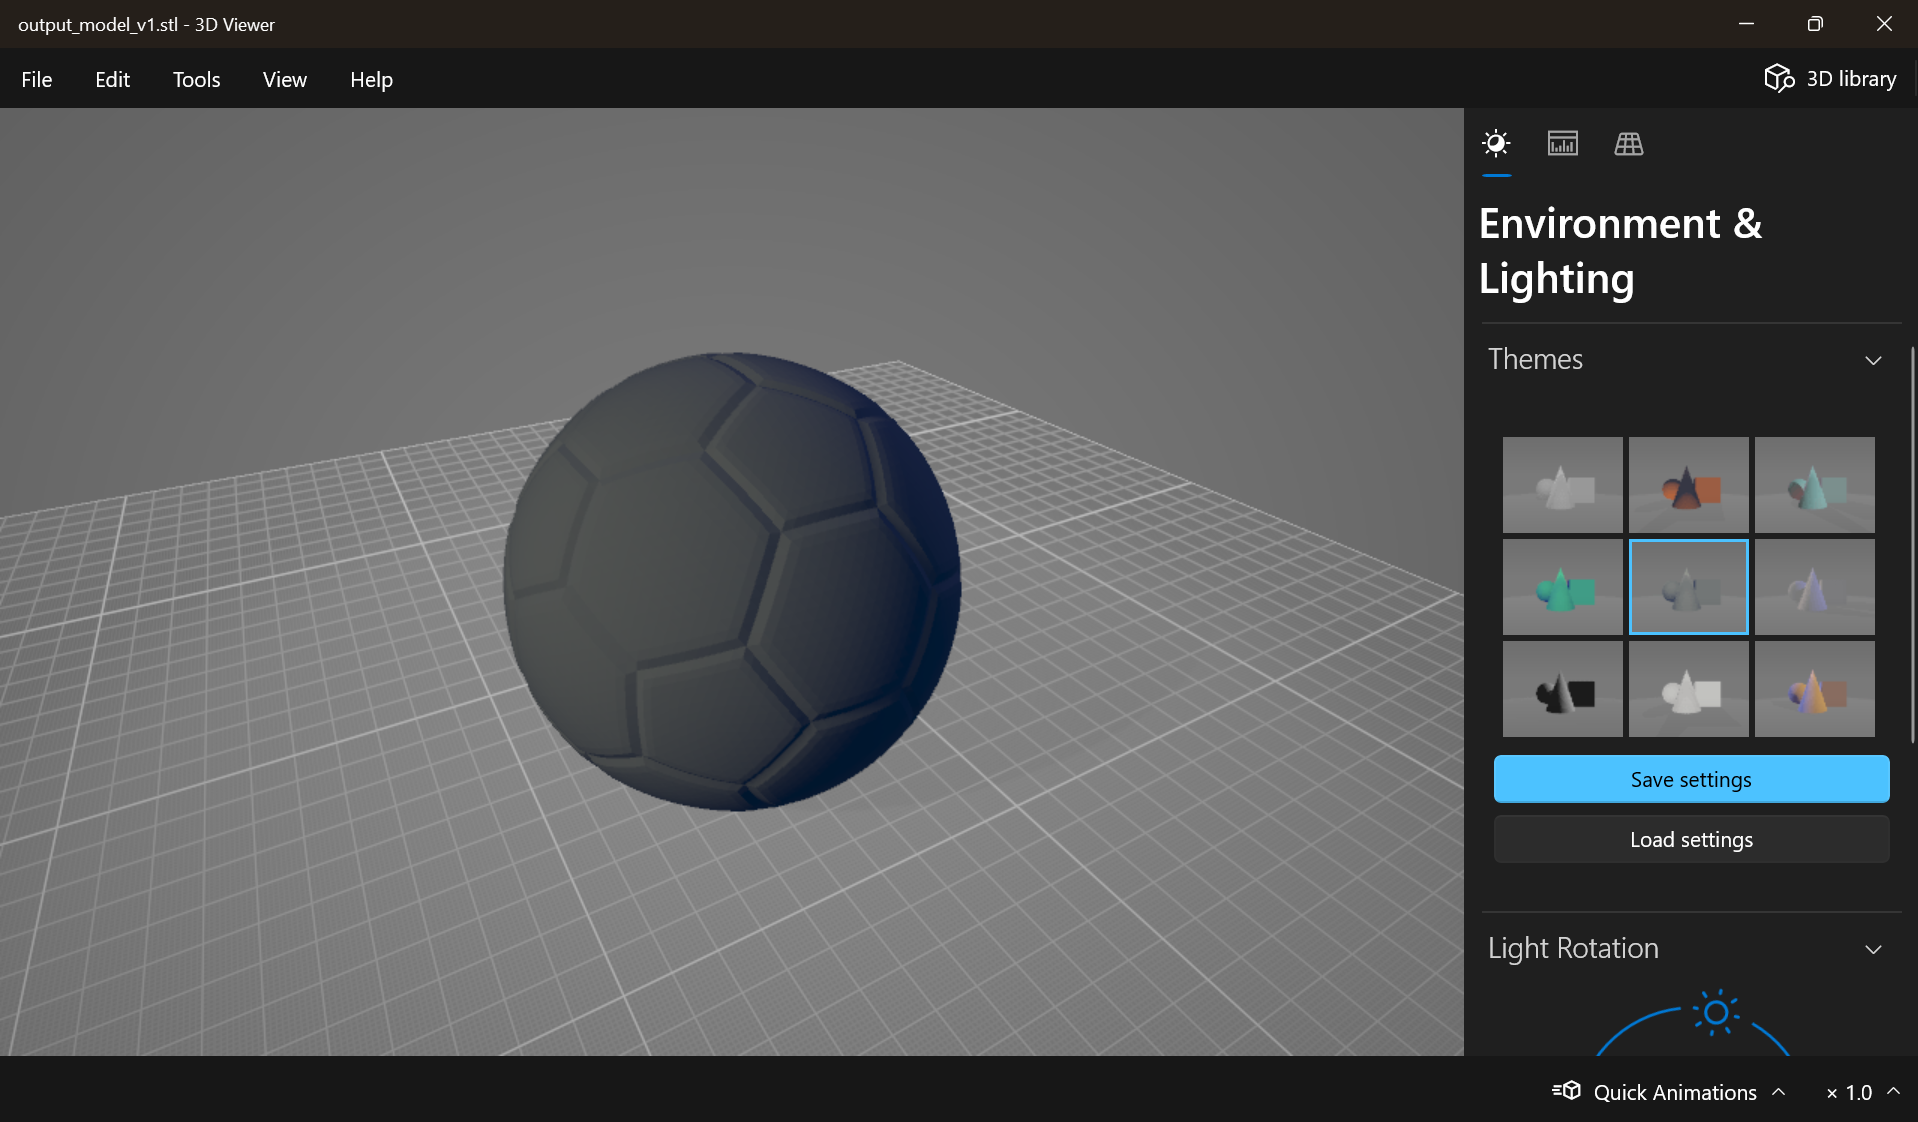 output_model_v1.stl - 3D Viewer
File Edit Tools View Help
3D library
Environment &
Lighting
Themes
Save settings
Load settings
Light Rotation
Quick Animations × 1.0